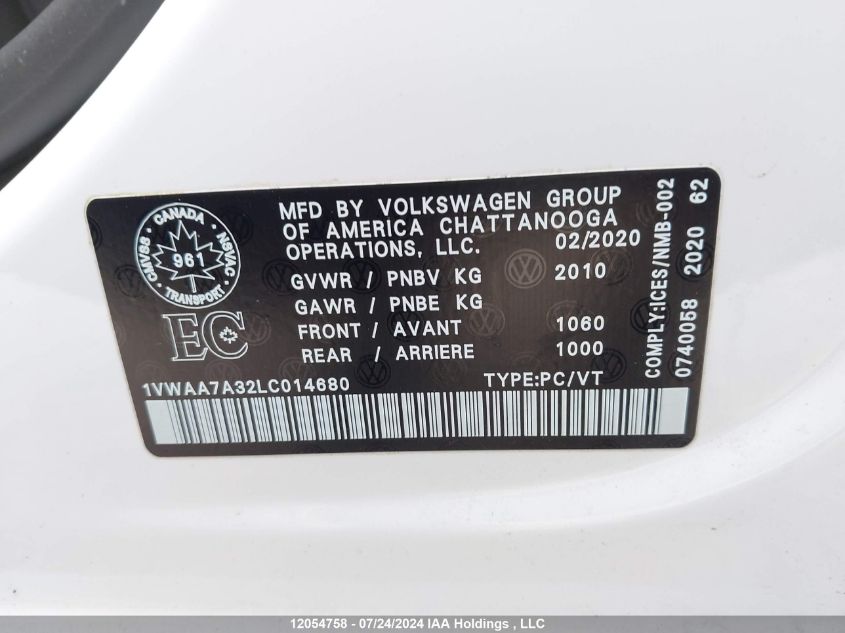 CANADA
CMVSS NSVAC
961
TRANSPORT
EC
MFD BY VOLKSWAGEN GROUP
OF AMERICA CHATTANOOGA
OPERATIONS, LLC. 02/2020
GVWR / PNBV KG 2010
GAWR / PNBE KG
FRONT / AVANT 1060
REAR / ARRIERE 1000
1VWAA7A32LC014680 TYPE:PC/VT
COMPLY:ICES/NMB-002
0740058 2020 62
12054758 - 07/24/2024 IAA Holdings , LLC